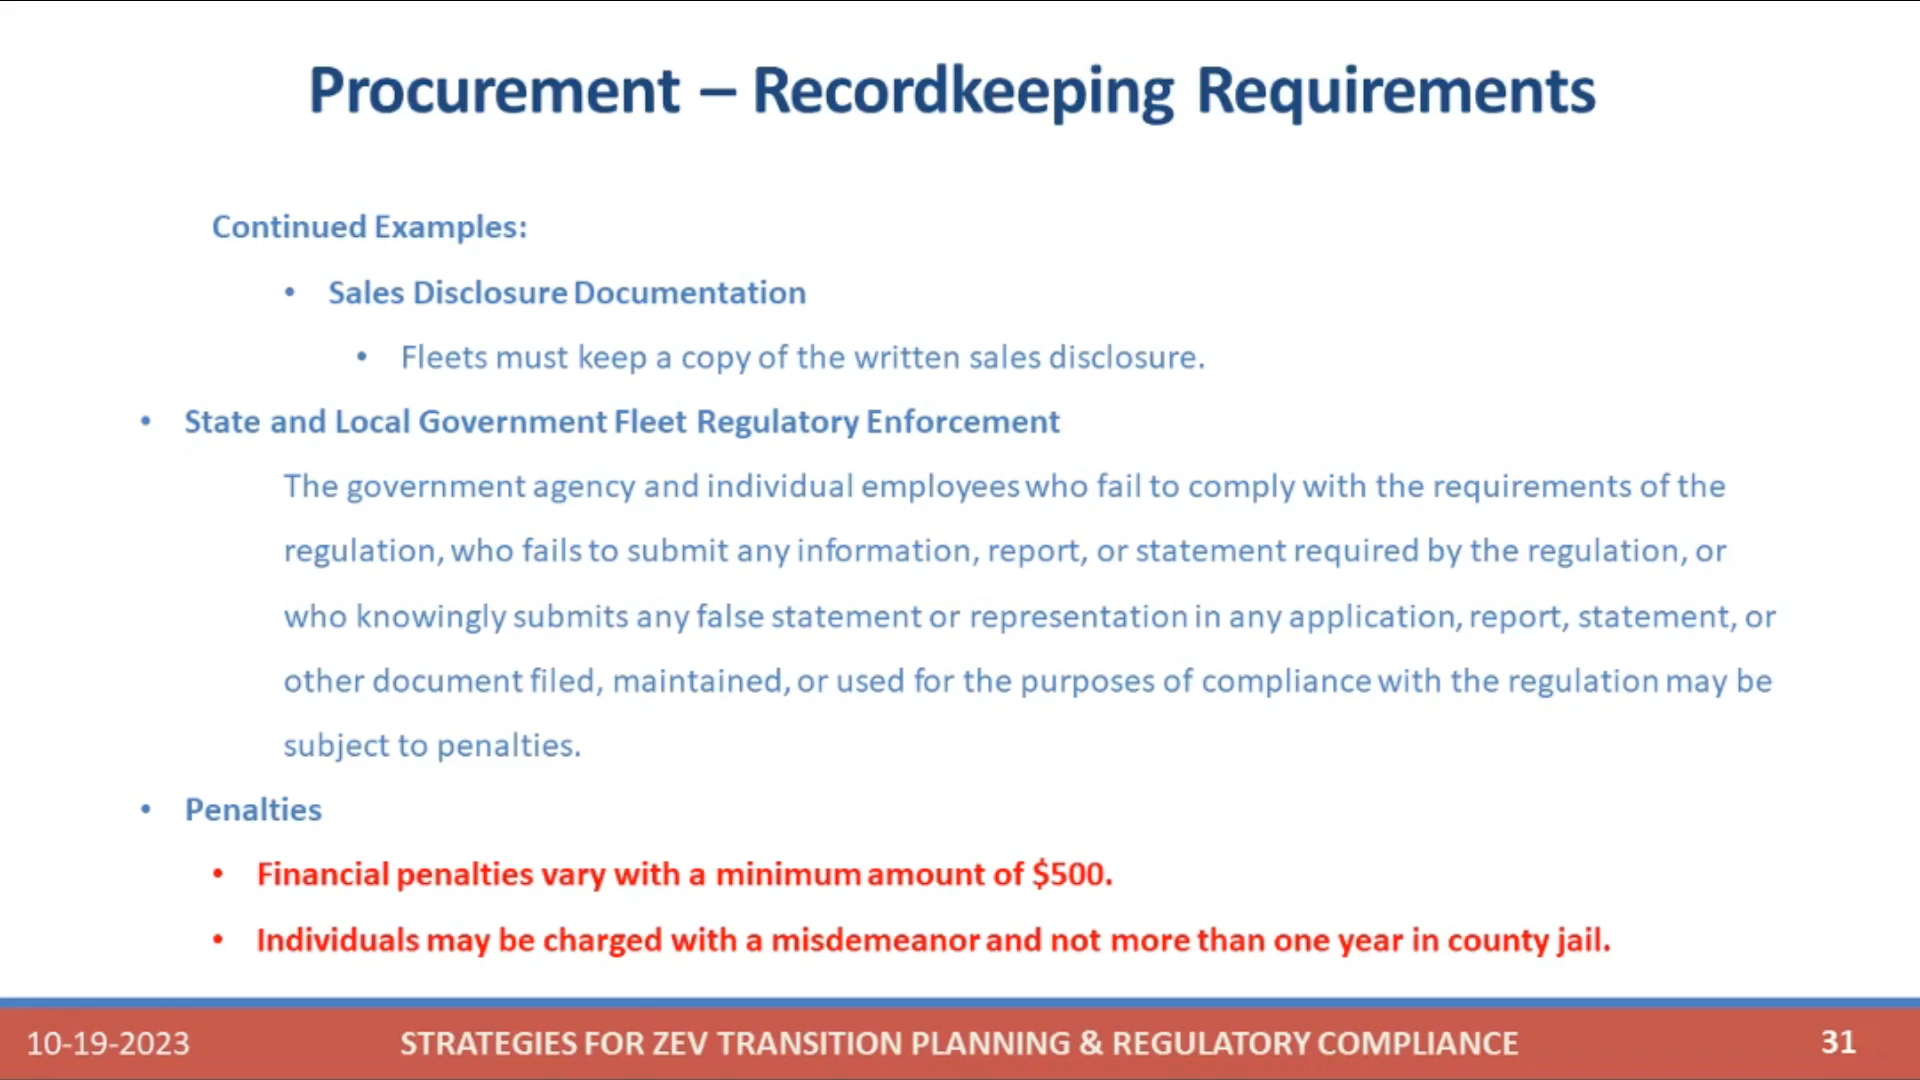 Procurement – Recordkeeping Requirements
Continued Examples:
• Sales Disclosure Documentation
• Fleets must keep a copy of the written sales disclosure.
• State and Local Government Fleet Regulatory Enforcement
The government agency and individual employees who fail to comply with the requirements of the
regulation, who fails to submit any information, report, or statement required by the regulation, or
who knowingly submits any false statement or representation in any application, report, statement, or
other document filed, maintained, or used for the purposes of compliance with the regulation may be
subject to penalties.
• Penalties
• Financial penalties vary with a minimum amount of $500.
• Individuals may be charged with a misdemeanor and not more than one year in county jail.
10-19-2023 STRATEGIES FOR ZEV TRANSITION PLANNING & REGULATORY COMPLIANCE 31